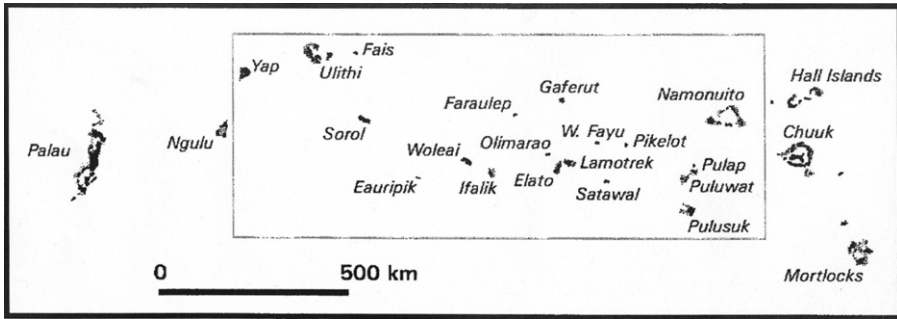 Fais
Yap
Ulithi
Gaferut
Hall Islands
Faraulep
Namonuito
Ngulu
Sorol
W. Fayu
Pikelot
Chuuk
Palau
Olimarao
Woleai
Lamotrek
Pulap
Eauripik
Ifalik
Elato
Satawal
Puluwat
Pulusuk
0 500 km
Mortlocks